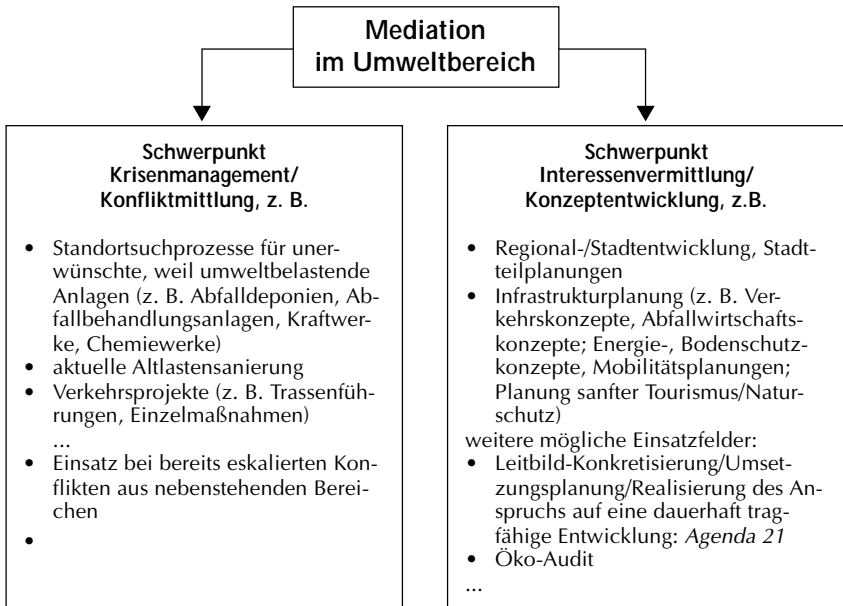 Mediation
im Umweltbereich
Schwerpunkt
Krisenmanagement/
Konfliktmittlung, z. B.
• Standortsuchprozesse für uner-
wünschte, weil umweltbelastende
Anlagen (z. B. Abfalldeponien, Ab-
fallbehandlungsanlagen, Kraftwer-
ke, Chemiewerke)
• aktuelle Altlastensanierung
• Verkehrsprojekte (z. B. Trassenfüh-
rungen, Einzelmaßnahmen)
...
• Einsatz bei bereits eskalierten Kon-
flikten aus nebenstehenden Berei-
chen
•
Schwerpunkt
Interessenvermittlung/
Konzeptentwicklung, z.B.
• Regional-/Stadtentwicklung, Stadt-
teilplanungen
• Infrastrukturplanung (z. B. Ver-
kehrskonzepte, Abfallwirtschafts-
konzepte; Energie-, Bodenschutz-
konzepte, Mobilitätsplanungen;
Planung sanfter Tourismus/Natur-
schutz)
weitere mögliche Einsatzfelder:
• Leitbild-Konkretisierung/Umset-
zungsplanung/Realisierung des An-
spruchs auf eine dauerhaft trag-
fähige Entwicklung: Agenda 21
• Öko-Audit
...